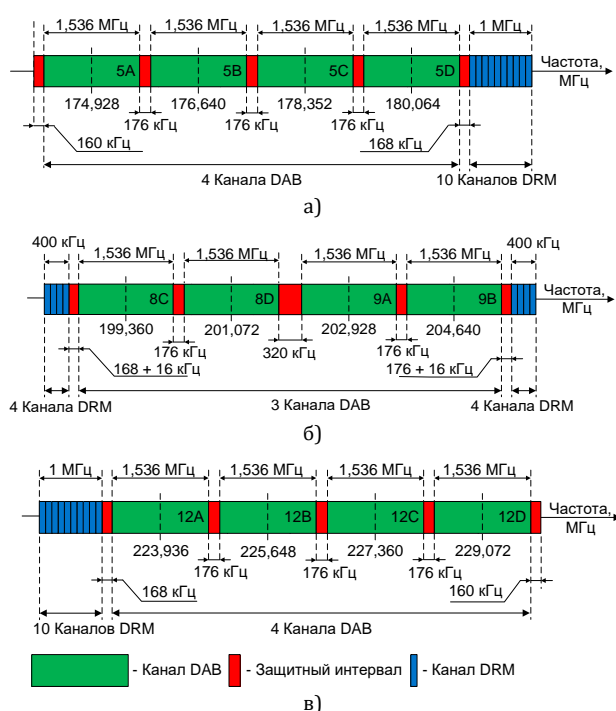 1,536 МГц 1,536 МГц 1,536 МГц 1,536 МГц 1 МГц
5A 5B 5C 5D Частота,
МГц
174,928 176,640 178,352 180,064
176 кГц 176 кГц 176 кГц
160 кГц 168 кГц
4 Канала DAB 10 Каналов DRM
а)
400 кГц 1,536 МГц 1,536 МГц 1,536 МГц 1,536 МГц 400 кГц
8C 8D 9A 9B Частота,
МГц
199,360 201,072 202,928 204,640
176 кГц 320 кГц 176 кГц
168 + 16 кГц 176 + 16 кГц
4 Канала DRM 3 Канала DAB 4 Канала DRM
б)
1 МГц 1,536 МГц 1,536 МГц 1,536 МГц 1,536 МГц
12A 12B 12C 12D Частота,
МГц
223,936 225,648 227,360 229,072
176 кГц 176 кГц 176 кГц
168 кГц 160 кГц
10 Каналов DRM 4 Канала DAB
- Канал DAB - Защитный интервал - Канал DRM
в)